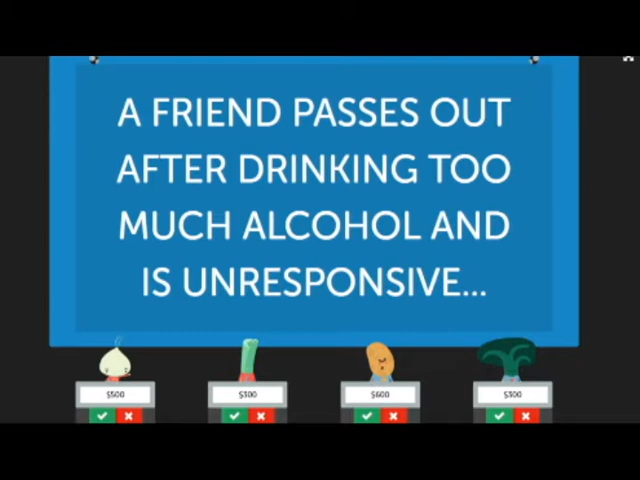 A FRIEND PASSES OUT
AFTER DRINKING TOO
MUCH ALCOHOL AND
IS UNRESPONSIVE...
$500 $300 $600 $300